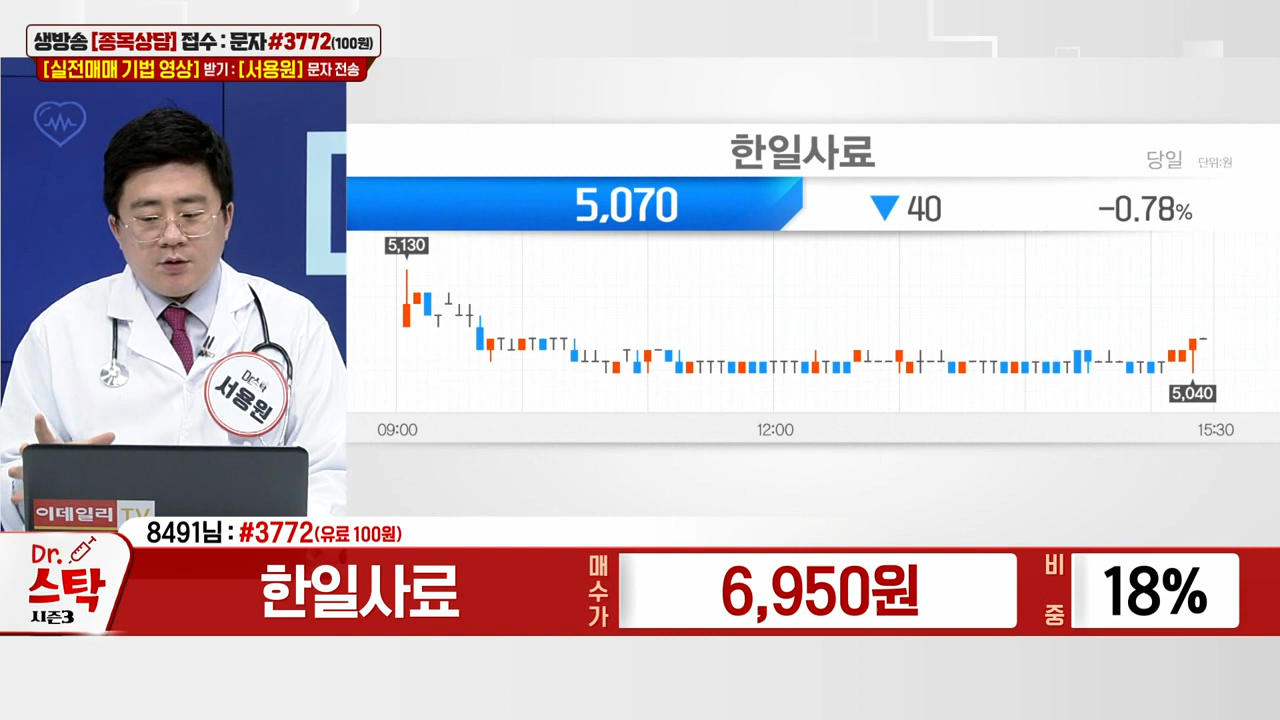 생방송 [종목상담] 접수 : 문자#3772(100원)
[실전매매 기법 영상] 받기 : [서용원] 문자 전송
한일사료
당일 단위:원
5,070 ▼40 -0.78%
5,130
5,040
09:00 12:00 15:30
Dr.스탁
서용원
이데일리TV
8491님 : #3772(유료 100원)
Dr.
스탁
시즌3
한일사료 매수가 6,950원 비중 18%